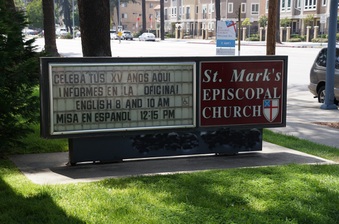 CELEBA TUS XV ANOS AQUI
INFORMES EN LA OFICINA!
ENGLISH 8 AND 10 AM
MISA EN ESPANOL 12:15 PM
St. Mark's
EPISCOPAL
CHURCH